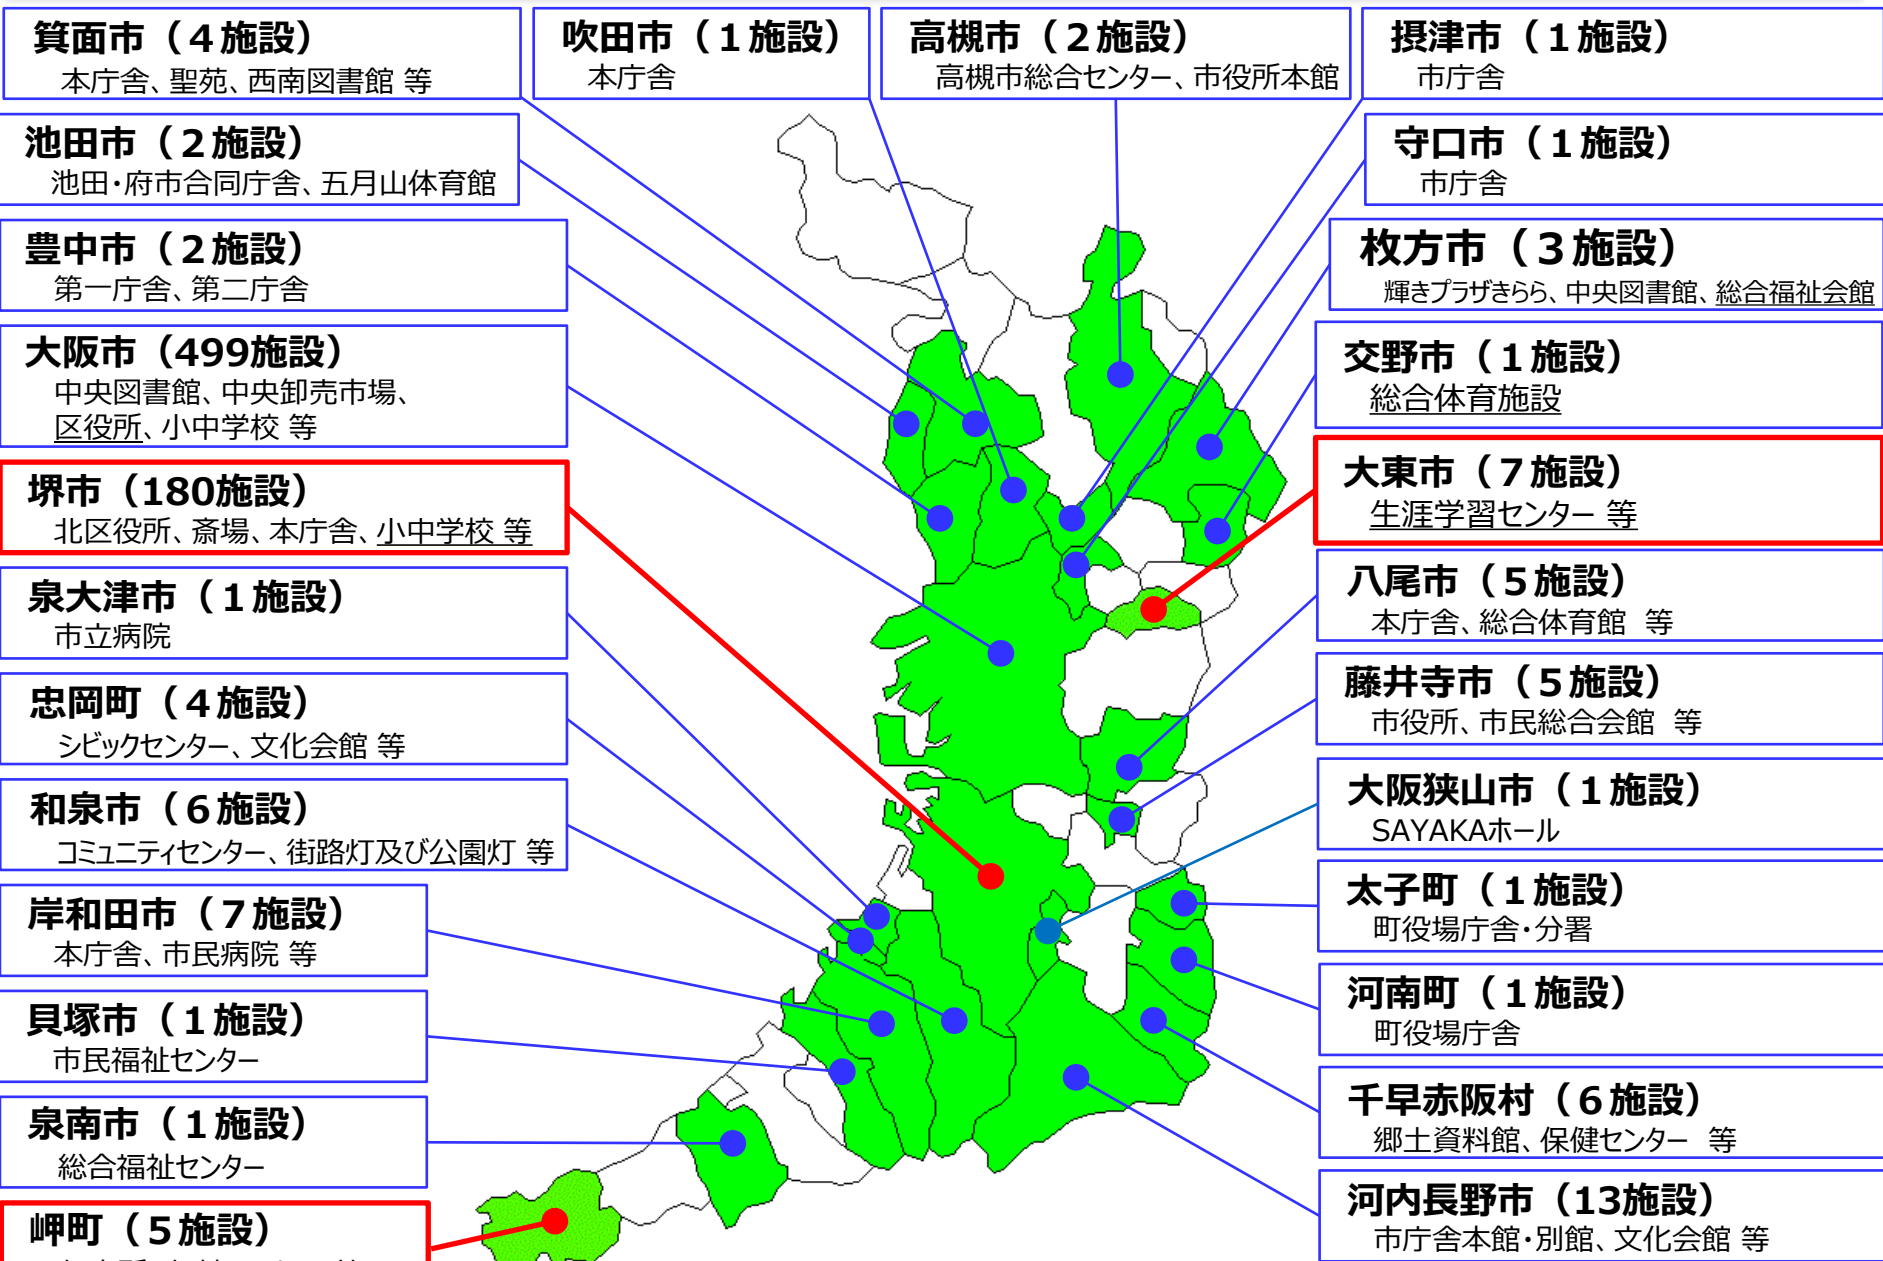 箕面市（４施設）
本庁舎、聖苑、西南図書館 等
吹田市（１施設）
本庁舎
高槻市（２施設）
高槻市総合センター、市役所本館
摂津市（１施設）
市庁舎
池田市（２施設）
池田・府市合同庁舎、五月山体育館
守口市（１施設）
市庁舎
豊中市（２施設）
第一庁舎、第二庁舎
枚方市（３施設）
輝きプラザきらら、中央図書館、総合福祉会館
大阪市（499施設）
中央図書館、中央卸売市場、
区役所、小中学校 等
交野市（１施設）
総合体育施設
堺市（180施設）
北区役所、斎場、本庁舎、小中学校 等
大東市（７施設）
生涯学習センター 等
泉大津市（１施設）
市立病院
八尾市（５施設）
本庁舎、総合体育館 等
忠岡町（４施設）
シビックセンター、文化会館 等
藤井寺市（５施設）
市役所、市民総合会館 等
和泉市（６施設）
コミュニティセンター、街路灯及び公園灯 等
大阪狭山市（１施設）
SAYAKAホール
岸和田市（７施設）
本庁舎、市民病院 等
太子町（１施設）
町役場庁舎・分署
貝塚市（１施設）
市民福祉センター
河南町（１施設）
町役場庁舎
泉南市（１施設）
総合福祉センター
千早赤阪村（６施設）
郷土資料館、保健センター 等
岬町（５施設）
河内長野市（13施設）
市庁舎本館・別館、文化会館 等